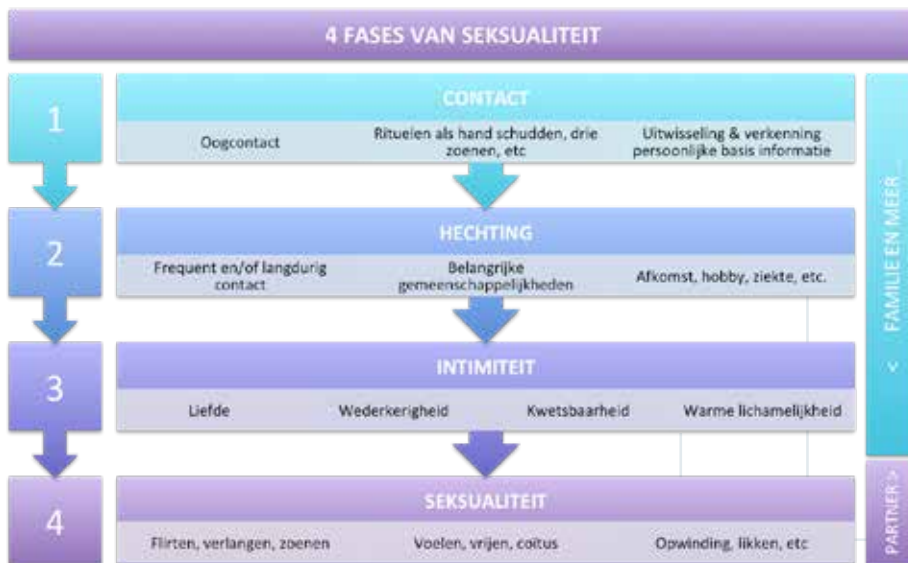 4 FASES VAN SEKSUALITEIT
1
CONTACT
Oogcontact
Rituelen als hand schudden, drie
zoenen, etc
Uitwisseling & verkenning
persoonlijke basis informatie
2
HECHTING
Frequent en/of langdurig
contact
Belangrijke
gemeenschappelijkheden
Afkomst, hobby, ziekte, etc.
3
INTIMITEIT
Liefde
Wederkerigheid
Kwetsbaarheid
Warme lichamelijkheid
4
SEKSUALITEIT
Flirten, verlangen, zoenen
Voelen, vrijen, coïtus
Opwinding, likken, etc
< FAMILIE EN MEER...
PARTNER >